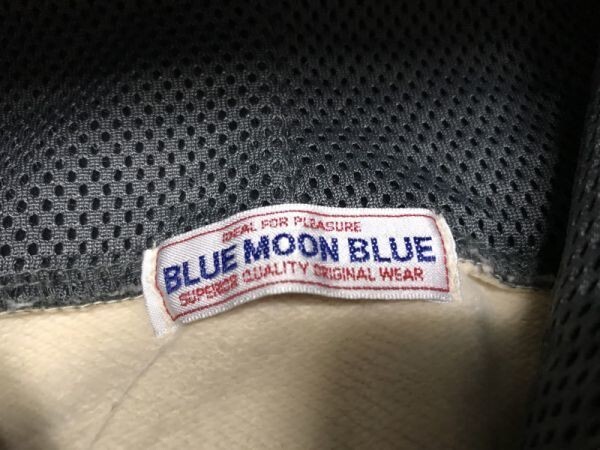 IDEAL FOR PLEASURE
BLUE MOON BLUE
SUPERIOR QUALITY ORIGINAL WEAR